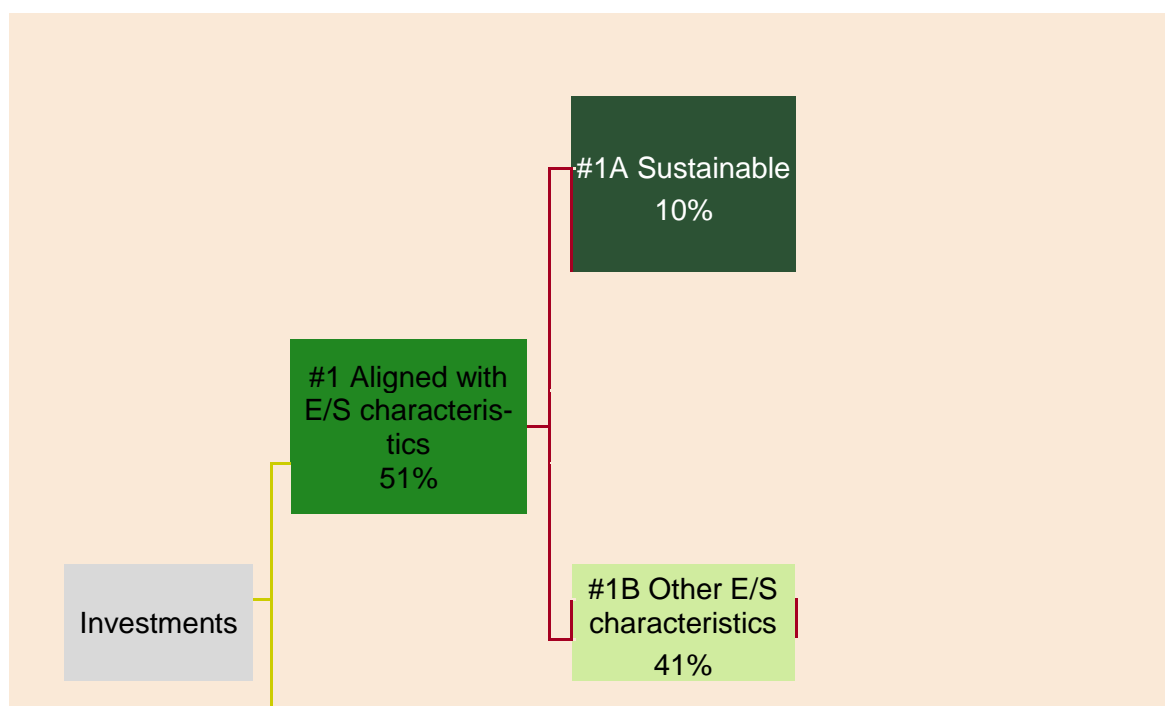 #1A Sustainable
10%
#1 Aligned with
E/S characteris-
tics
51%
Investments
#1B Other E/S
characteristics
41%